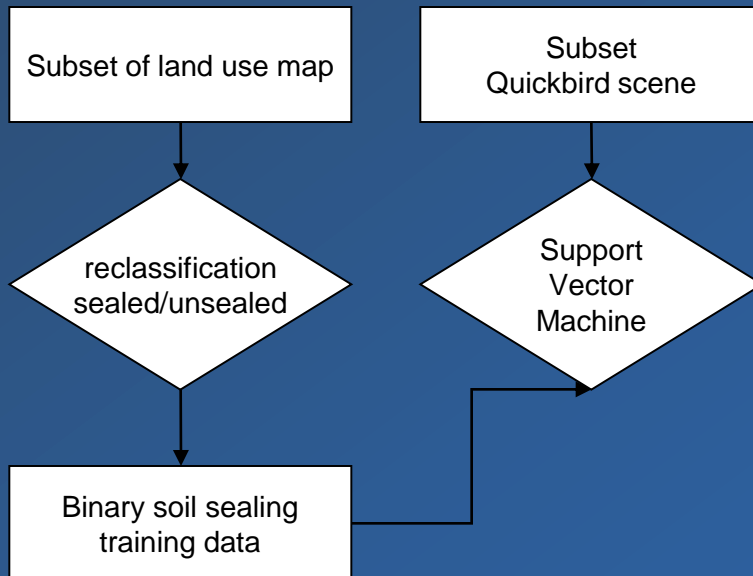 Subset of land use map
Subset
Quickbird scene
reclassification
sealed/unsealed
Support
Vector
Machine
Binary soil sealing
training data